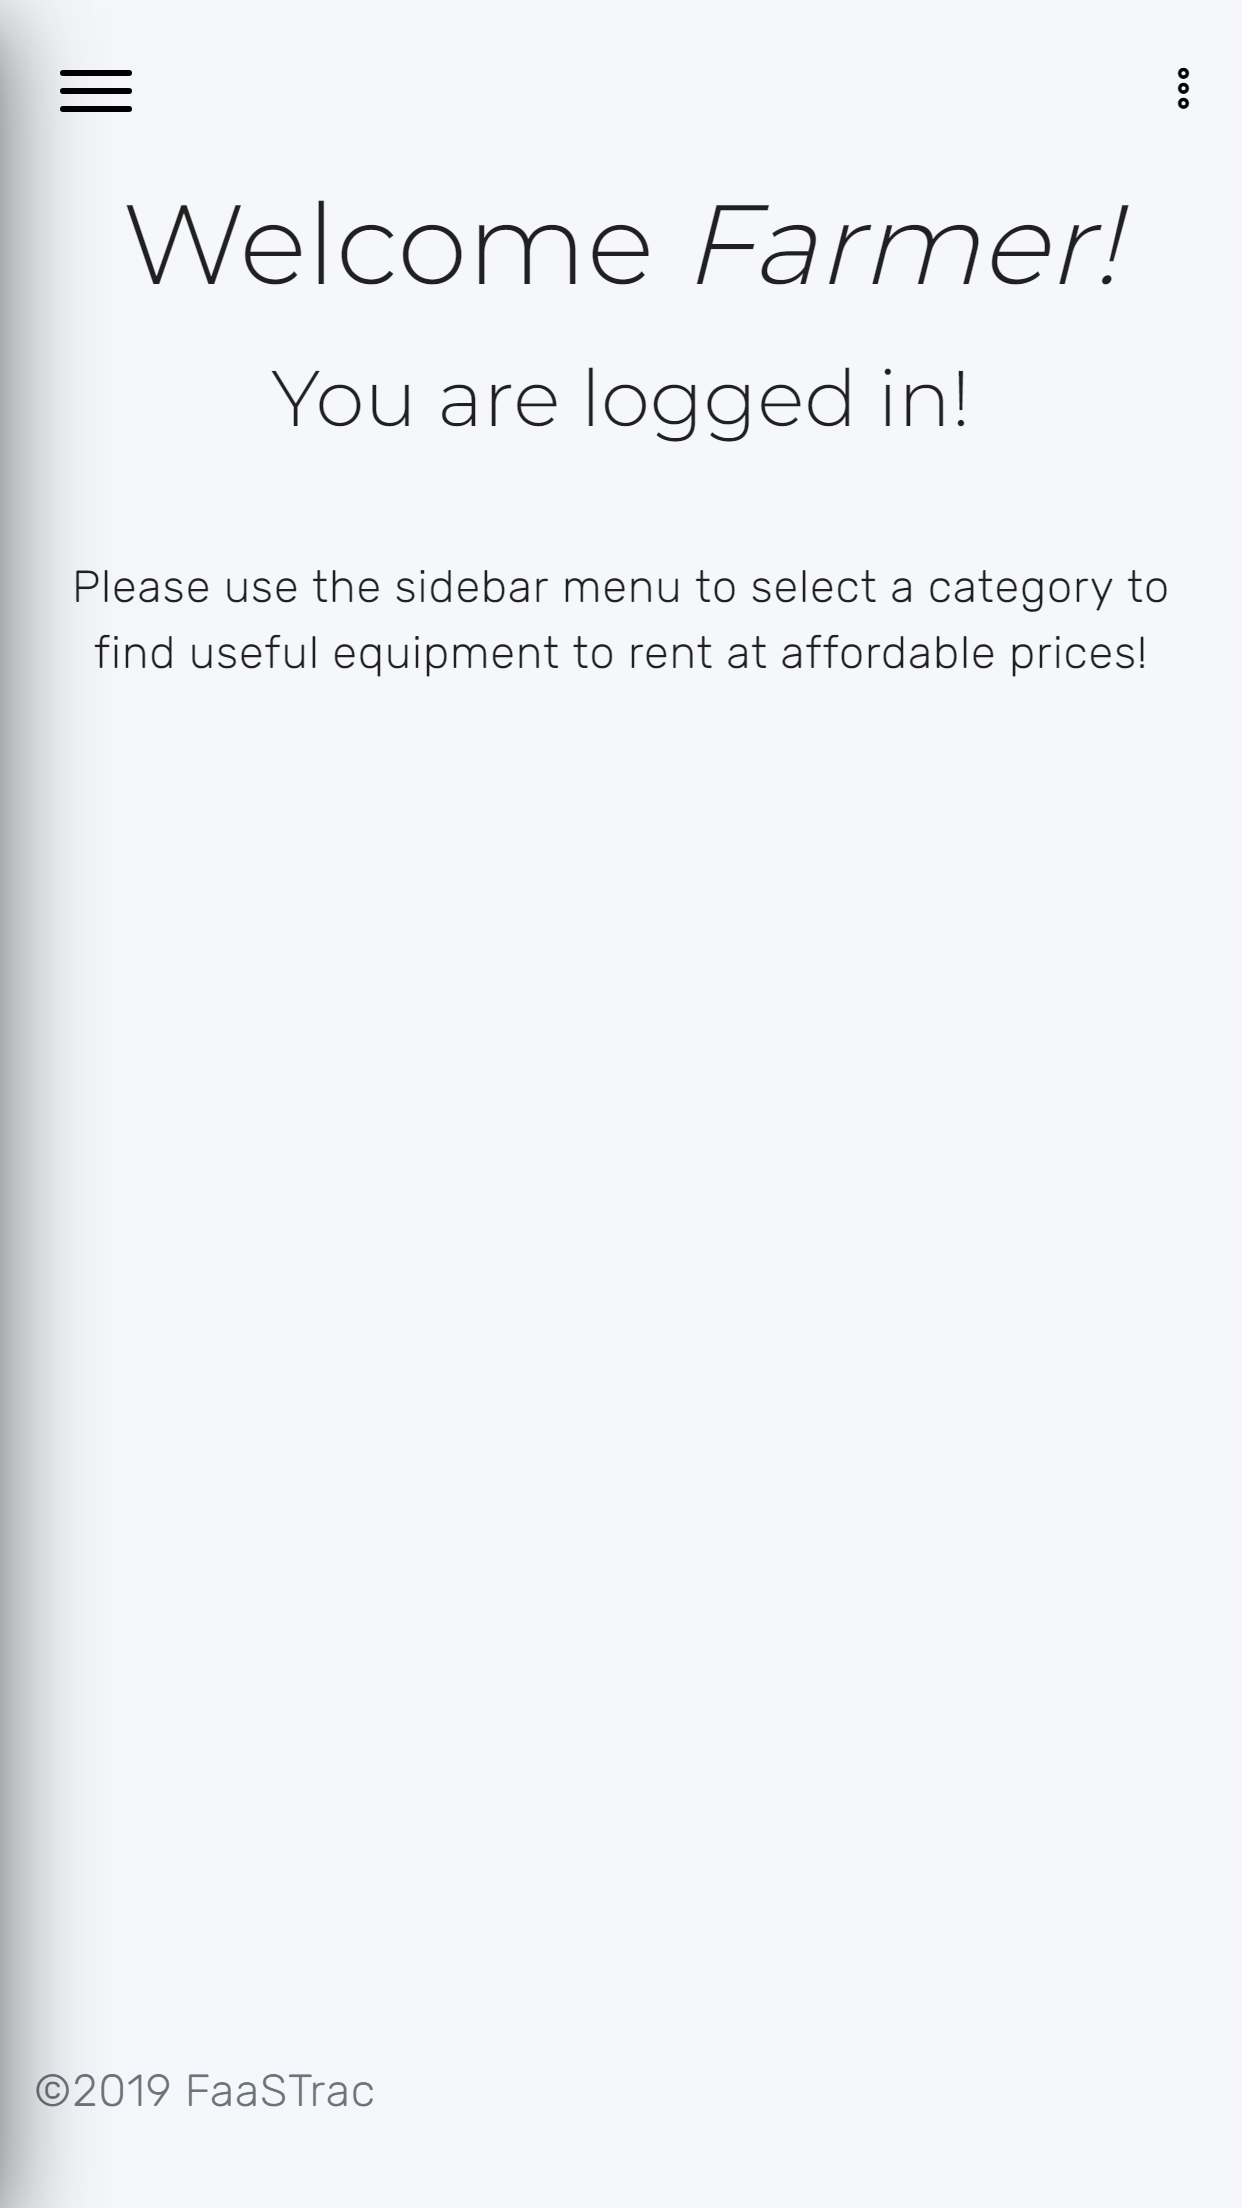 Welcome Farmer!
You are logged in!
Please use the sidebar menu to select a category to
find useful equipment to rent at affordable prices!
©2019 FaaSTrac